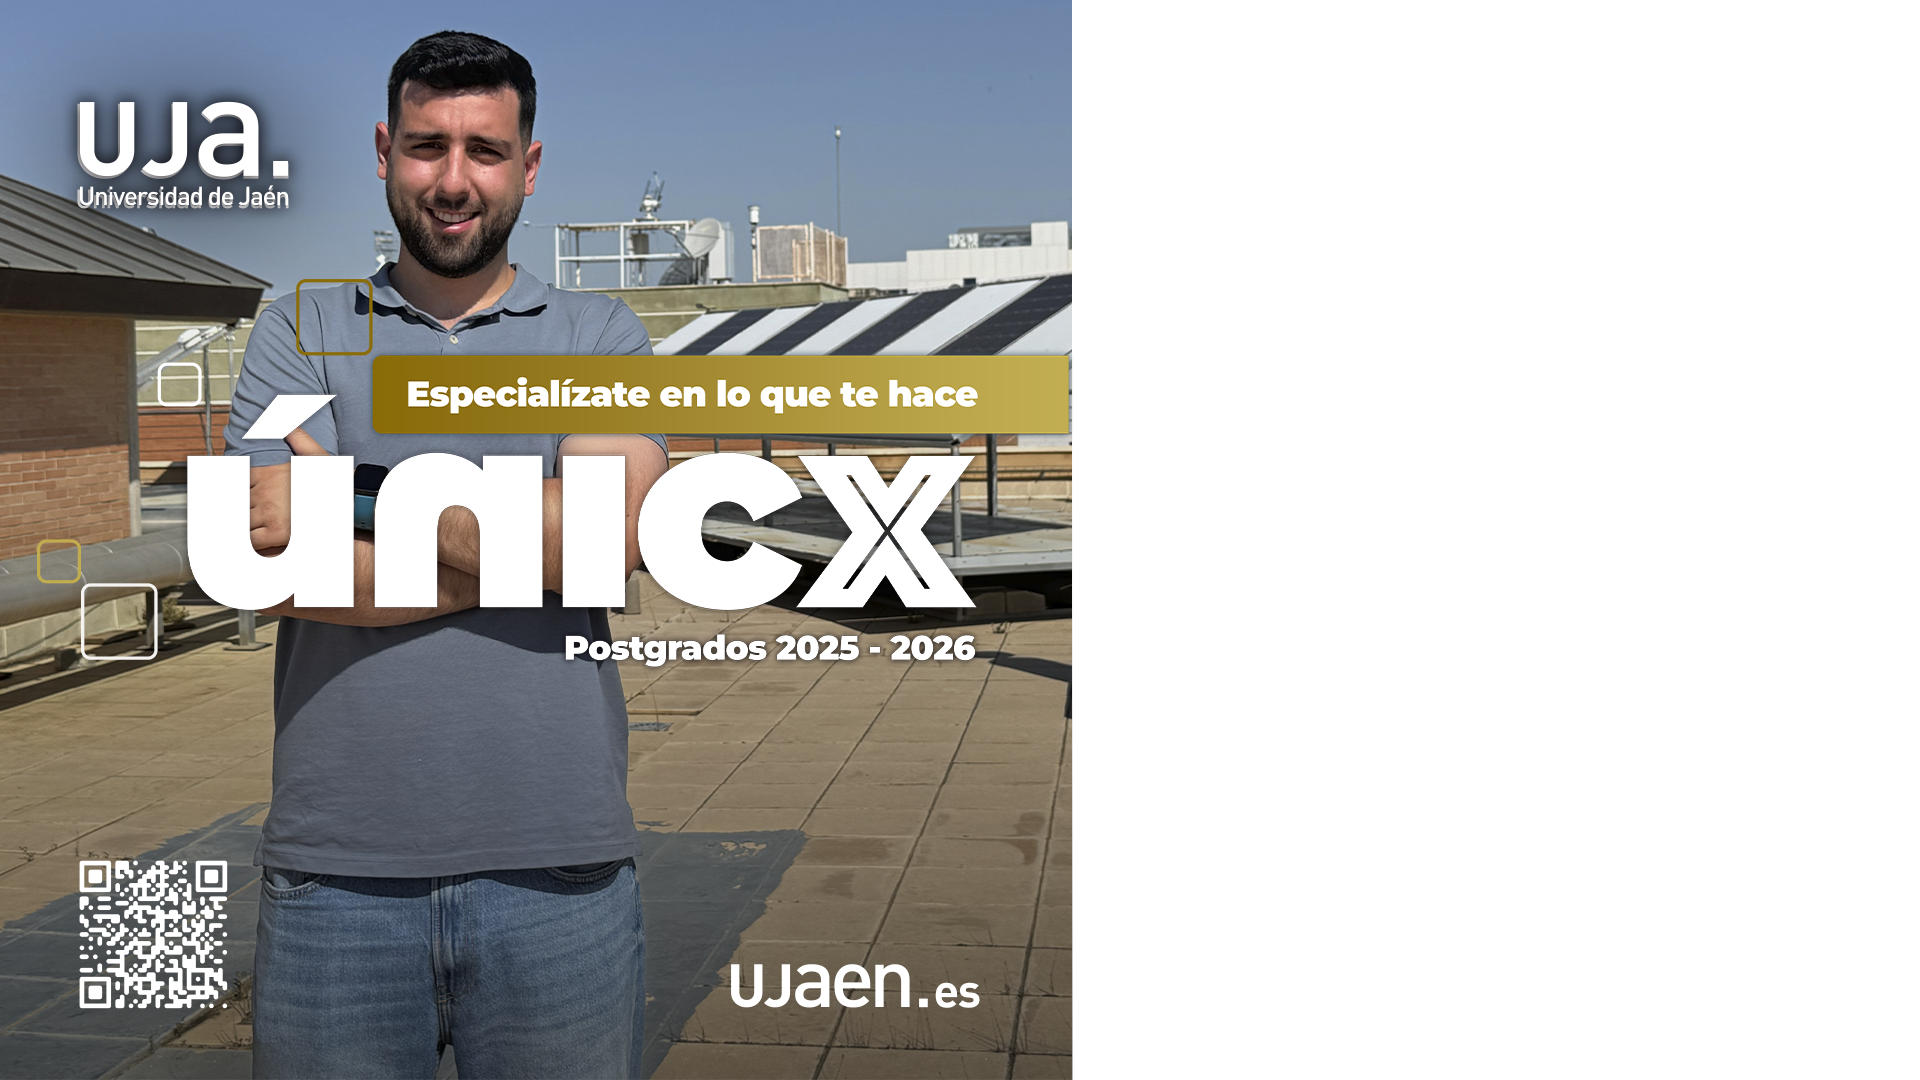 uja.
Universidad de Jaén
Especialízate en lo que te hace
únicx
Postgrados 2025 - 2026
ujaen.es